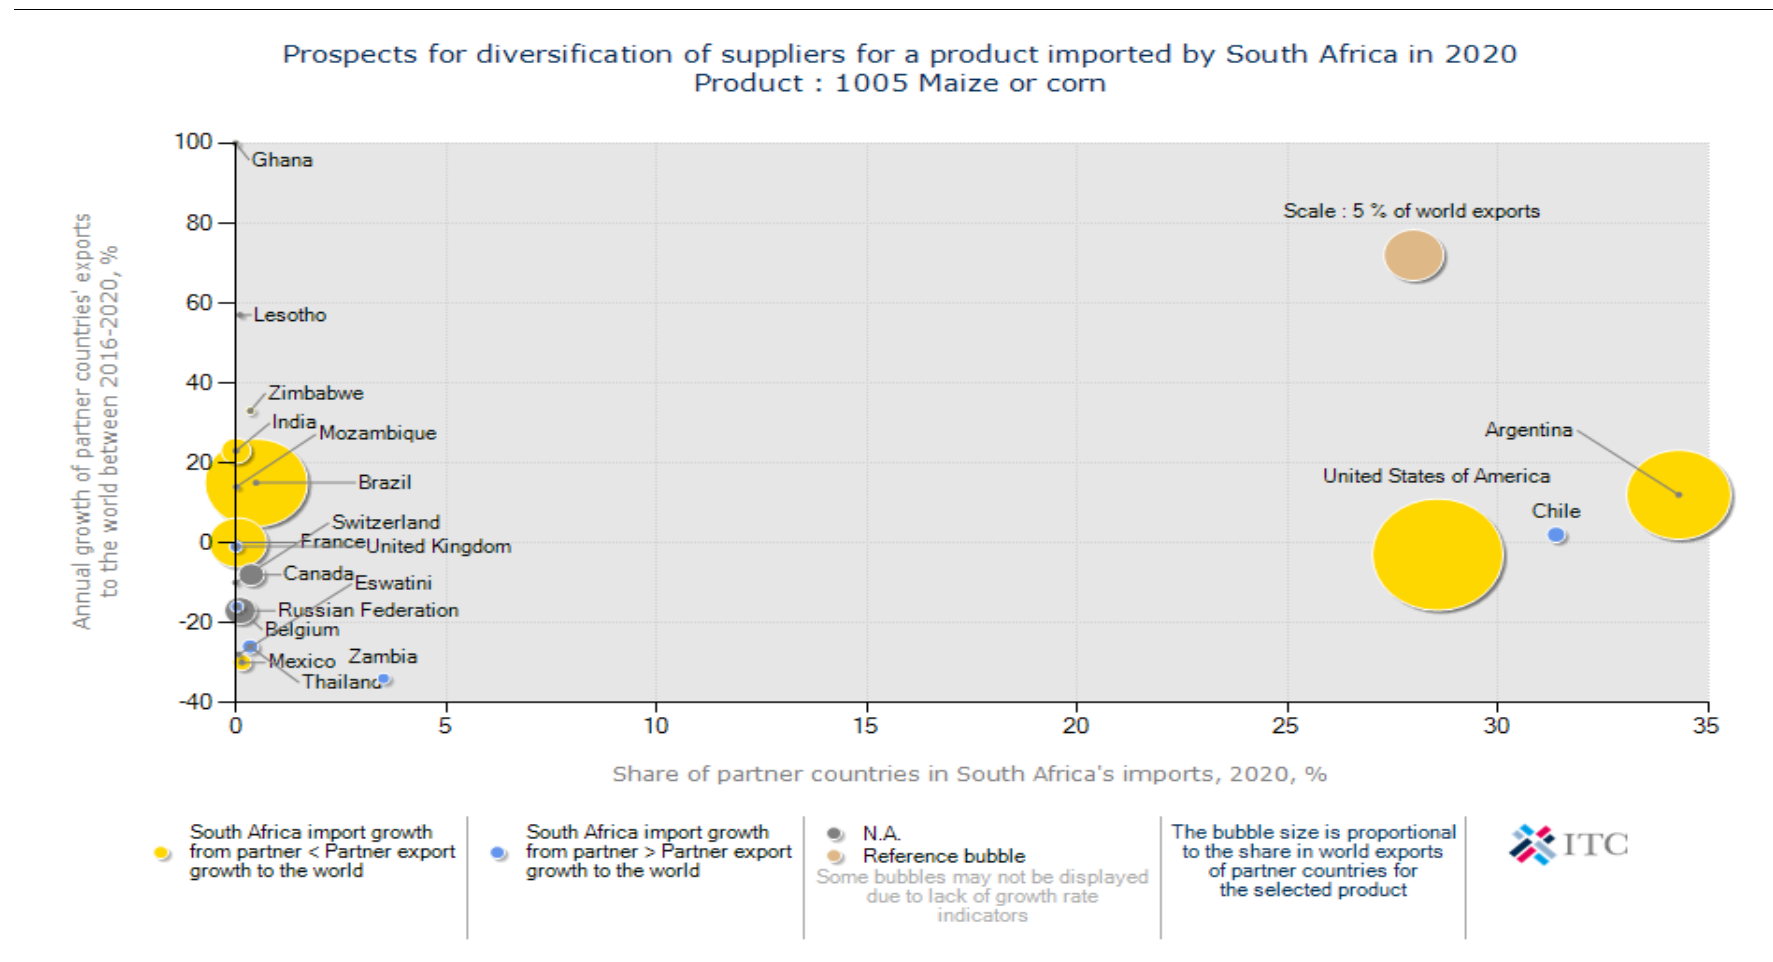 Prospects for diversification of suppliers for a product imported by South Africa in 2020
Product : 1005 Maize or corn
Annual growth of partner countries' exports
to the world between 2016-2020, %
100
80
60
40
20
0
-20
-40
Ghana
Lesotho
Zimbabwe
India
Mozambique
Brazil
Switzerland
France
United Kingdom
Canada
Eswatini
Russian Federation
Belgium
Mexico
Zambia
Thailand
Scale : 5 % of world exports
Argentina
United States of America
Chile
0
5
10
15
20
25
30
35
Share of partner countries in South Africa's imports, 2020, %
South Africa import growth
from partner < Partner export
growth to the world
South Africa import growth
from partner > Partner export
growth to the world
N.A.
Reference bubble
Some bubbles may not be displayed
due to lack of growth rate
indicators
The bubble size is proportional
to the share in world exports
of partner countries for
the selected product
ITC